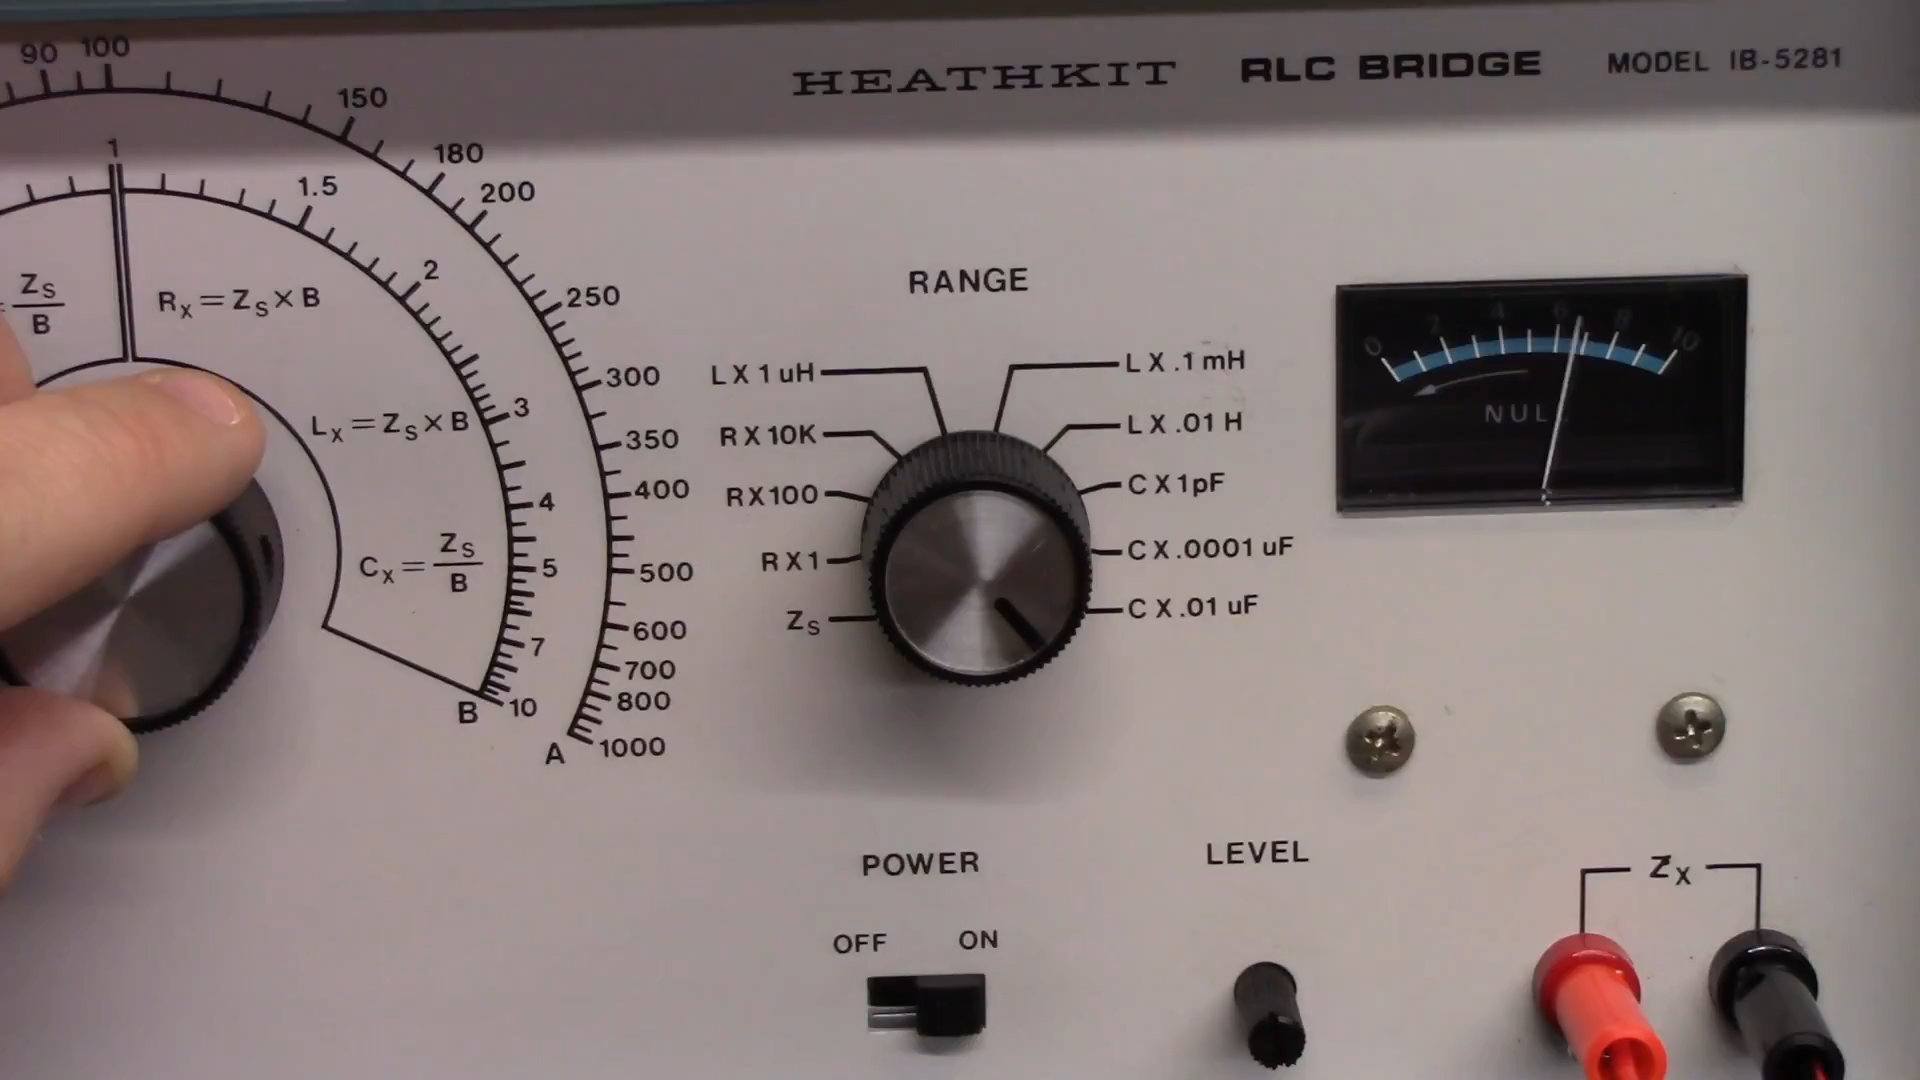 HEATHKIT RLC BRIDGE MODEL IB-5281
90 100 150 180 200 250 300 350 400 500 600 700 800 1000
A
1 1.5 2 3 4 5 7 10
B
ZS
B
RX = ZS X B
LX = ZS X B
CX = ZS
B
RANGE
L X 1 uH
R X 10K
R X 100
R X 1
ZS
L X .1 mH
L X .01 H
C X 1pF
C X .0001 uF
C X .01 uF
0 2 4 6 8 10
NULL
POWER
OFF ON
LEVEL
ZX